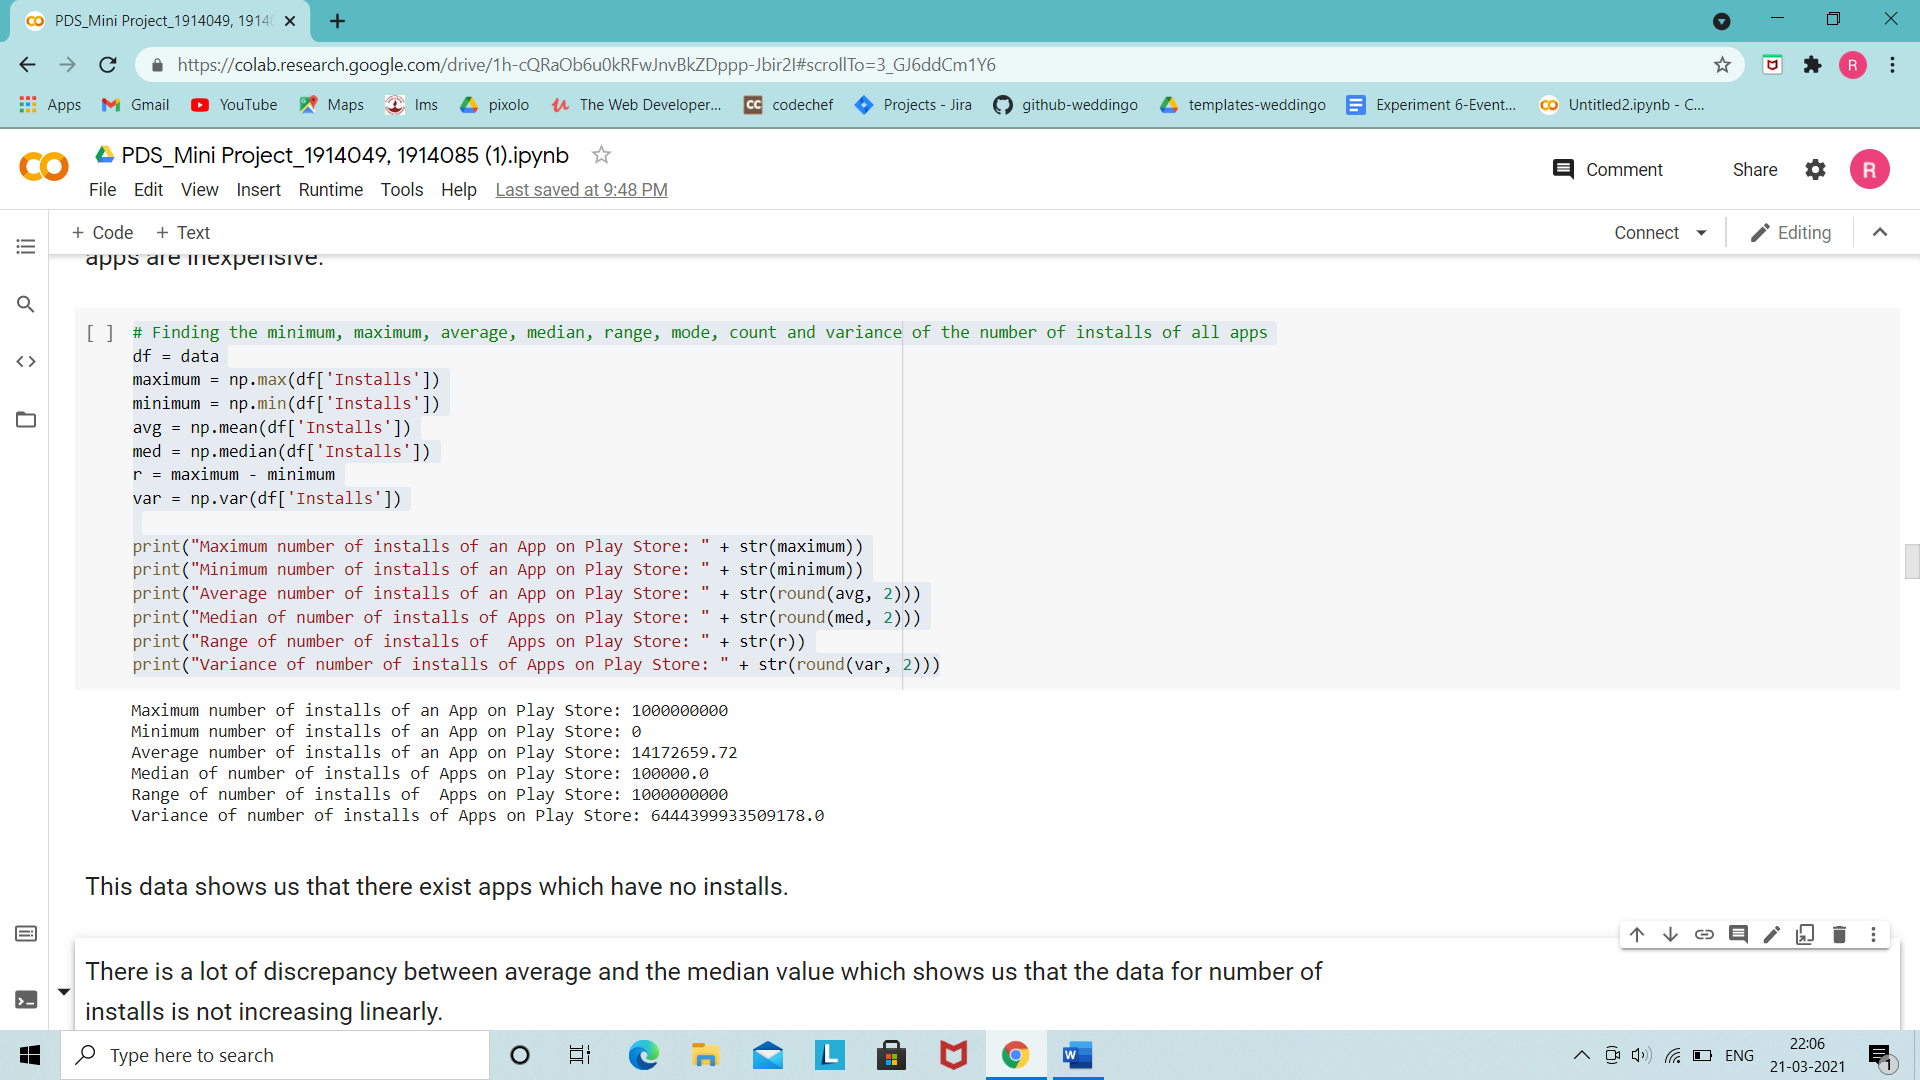 PDS_Mini Project_1914049, 1914
https://colab.research.google.com/drive/1h-cQRaOb6u0kRFwJnvBkZDppp-Jbir2I#scrollTo=3_GJ6ddCm1Y6
R
Apps Gmail YouTube Maps Ims pixolo The Web Developer... CC codechef Projects - Jira github-weddingo templates-weddingo Experiment 6-Event... Untitled2.ipynb - C...
PDS_Mini Project_1914049, 1914085 (1).ipynb
Comment Share R
File Edit View Insert Runtime Tools Help Last saved at 9:48 PM
+ Code + Text Connect Editing
apps are inexpensive.
[ ] # Finding the minimum, maximum, average, median, range, mode, count and variance of the number of installs of all apps
df = data
maximum = np.max(df['Installs'])
minimum = np.min(df['Installs'])
avg = np.mean(df['Installs'])
med = np.median(df['Installs'])
r = maximum - minimum
var = np.var(df['Installs'])
print("Maximum number of installs of an App on Play Store: " + str(maximum))
print("Minimum number of installs of an App on Play Store: " + str(minimum))
print("Average number of installs of an App on Play Store: " + str(round(avg, 2)))
print("Median of number of installs of Apps on Play Store: " + str(round(med, 2)))
print("Range of number of installs of  Apps on Play Store: " + str(r))
print("Variance of number of installs of Apps on Play Store: " + str(round(var, 2)))
Maximum number of installs of an App on Play Store: 1000000000
Minimum number of installs of an App on Play Store: 0
Average number of installs of an App on Play Store: 14172659.72
Median of number of installs of Apps on Play Store: 100000.0
Range of number of installs of  Apps on Play Store: 1000000000
Variance of number of installs of Apps on Play Store: 6444399933509178.0
This data shows us that there exist apps which have no installs.
There is a lot of discrepancy between average and the median value which shows us that the data for number of
installs is not increasing linearly.
Type here to search
L
W
ENG
22:06
21-03-2021
1